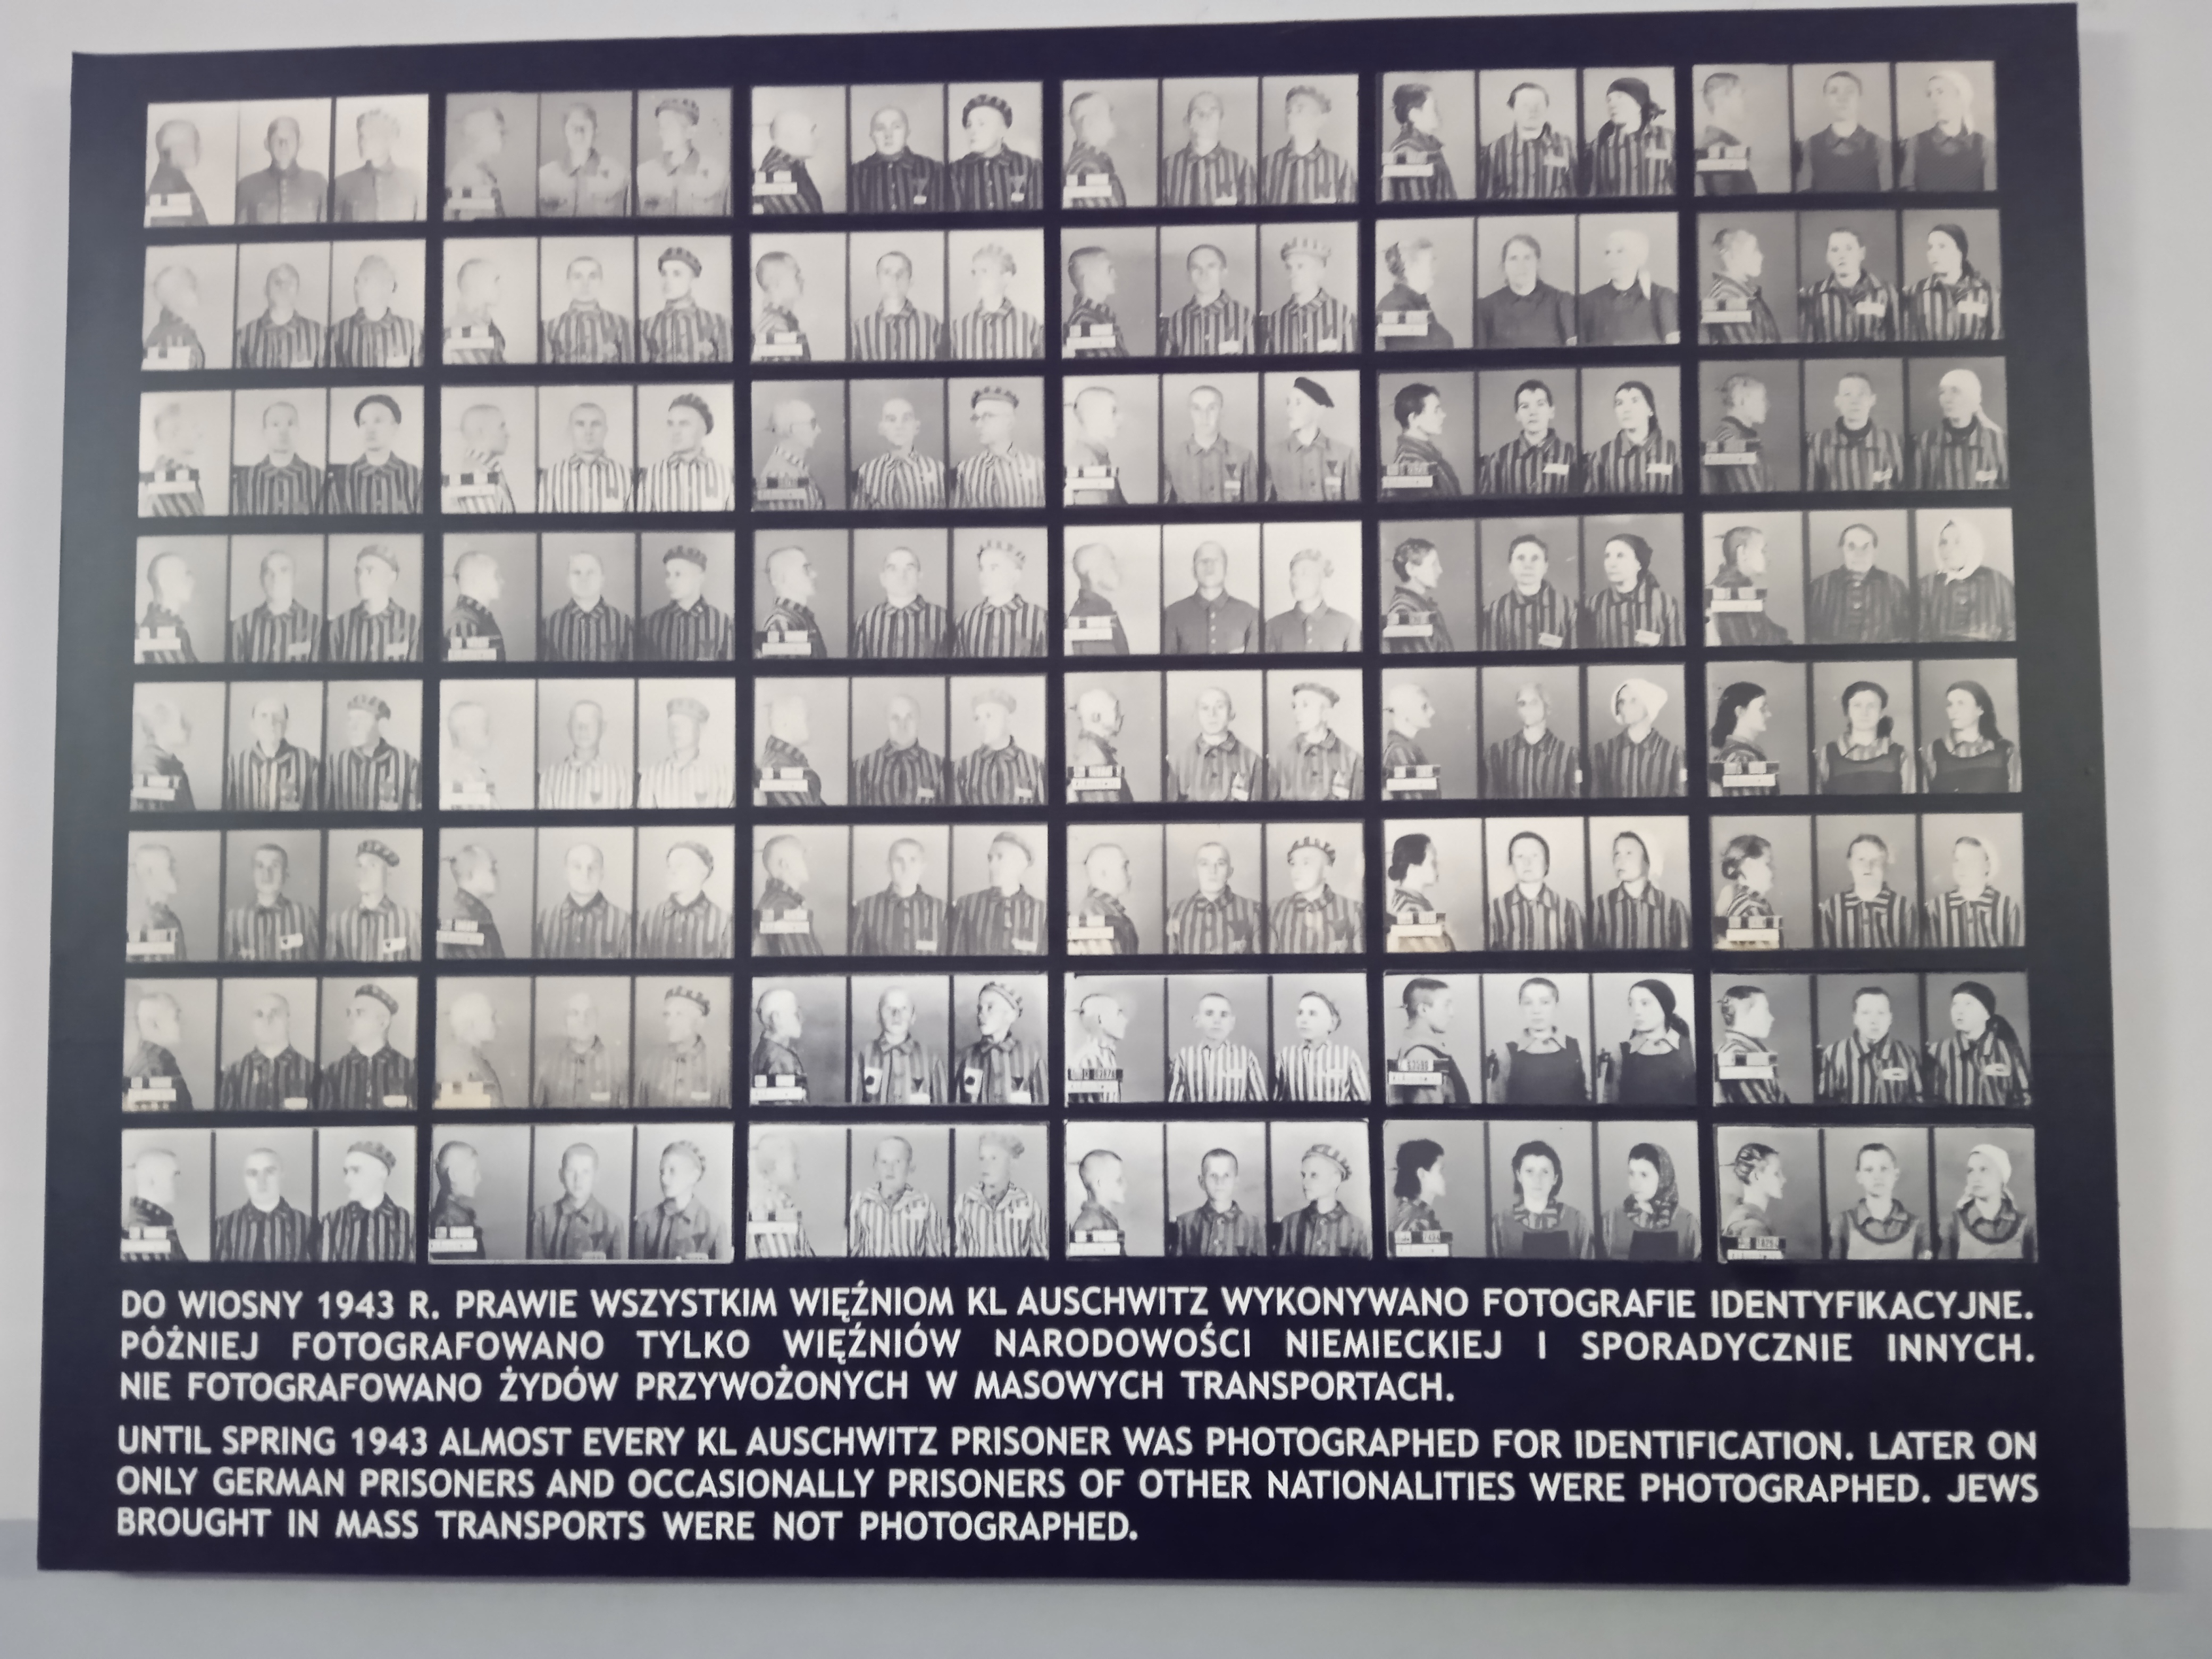 DO WIOSNY 1943 R. PRAWIE WSZYSTKIM WIĘŹNIOM KL AUSCHWITZ WYKONYWANO FOTOGRAFIE IDENTYFIKACYJNE.
PÓŹNIEJ FOTOGRAFOWANO TYLKO WIĘŹNIÓW NARODOWOŚCI NIEMIECKIEJ I SPORADYCZNIE INNYCH.
NIE FOTOGRAFOWANO ŻYDÓW PRZYWOŻONYCH W MASOWYCH TRANSPORTACH.
UNTIL SPRING 1943 ALMOST EVERY KL AUSCHWITZ PRISONER WAS PHOTOGRAPHED FOR IDENTIFICATION. LATER ON
ONLY GERMAN PRISONERS AND OCCASIONALLY PRISONERS OF OTHER NATIONALITIES WERE PHOTOGRAPHED. JEWS
BROUGHT IN MASS TRANSPORTS WERE NOT PHOTOGRAPHED.